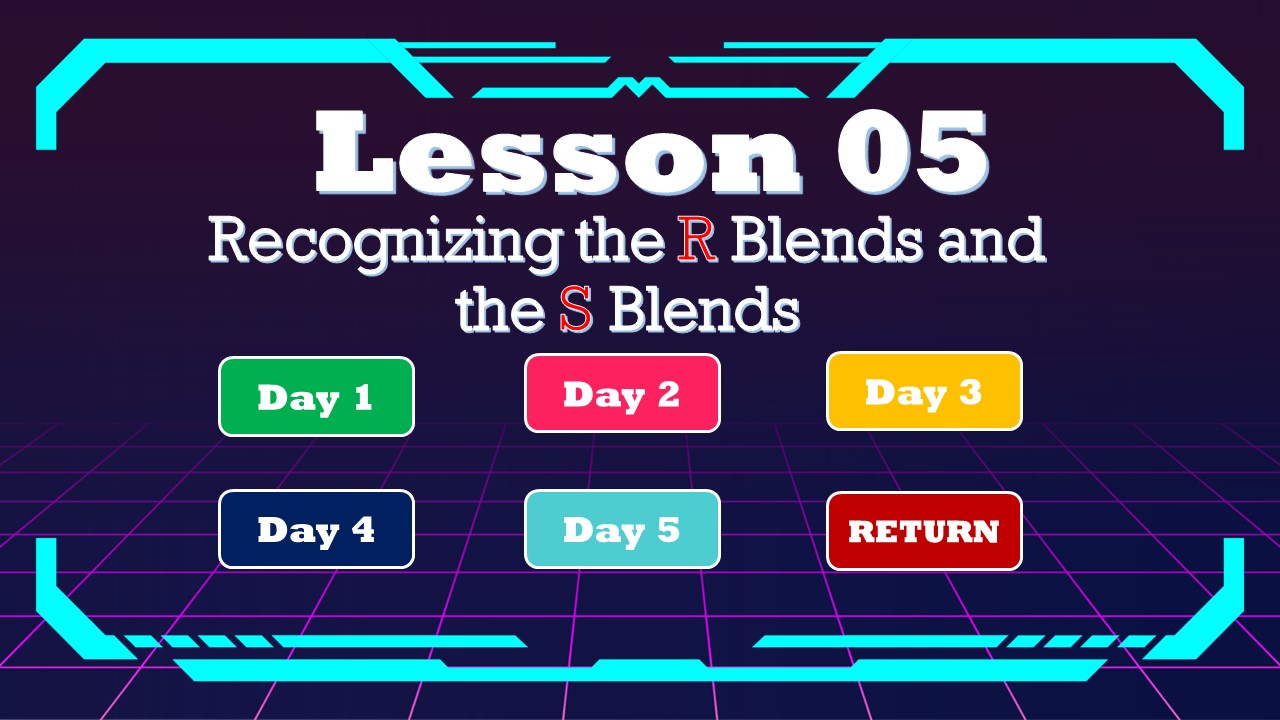 Lesson 05
Recognizing the R Blends and
the S Blends
Day 1
Day 2
Day 3
Day 4
Day 5
RETURN